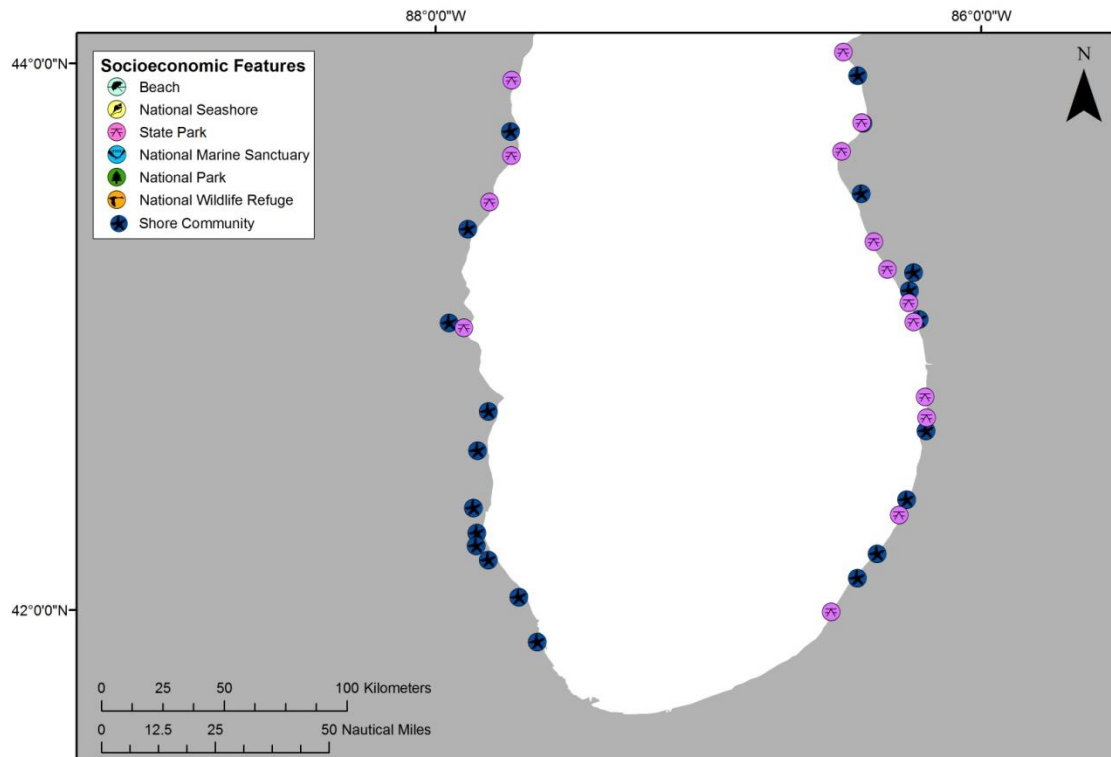 88°0'0"W 86°0'0"W
44°0'0"N
Socioeconomic Features
Beach
National Seashore
State Park
National Marine Sanctuary
National Park
National Wildlife Refuge
Shore Community
N
42°0'0"N
0 25 50 100 Kilometers
0 12.5 25 50 Nautical Miles